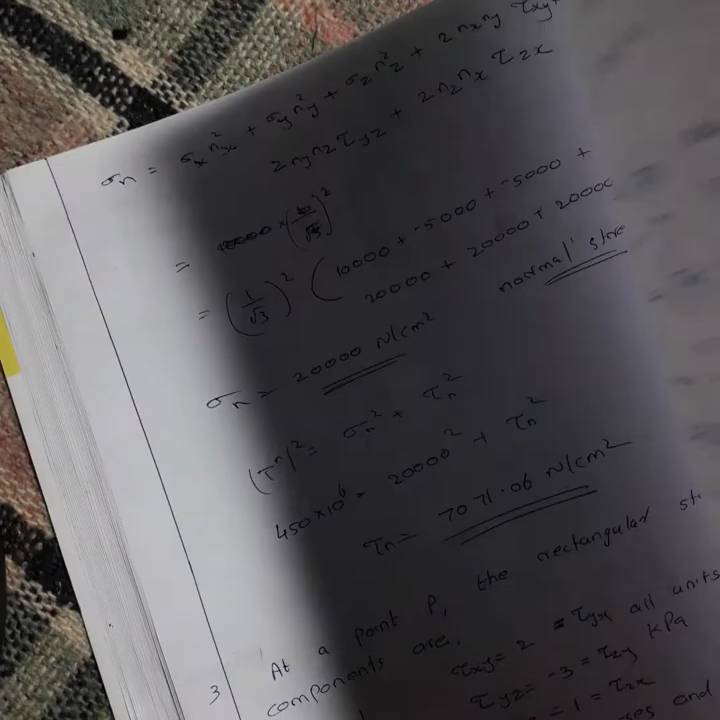 σn = σx nx² + σy ny² + σz nz² + 2 nx ny τxy +
2 ny nz τyz + 2 nz nx τzx
=
= (1/√3)² (10000 + -5000 + -5000 +
20000 + 20000 + 20000
σn = 20000 N/cm² normal stre
(Tⁿ)² = σn² + τn²
450×10⁶ = 20000² + τn²
τn = 7071.06 N/cm²
3 At a point P, the rectangular st
components are,
τxy = 2 = τyx all units
τyz = -3 = τzy kPa
= 1 = τzx
and